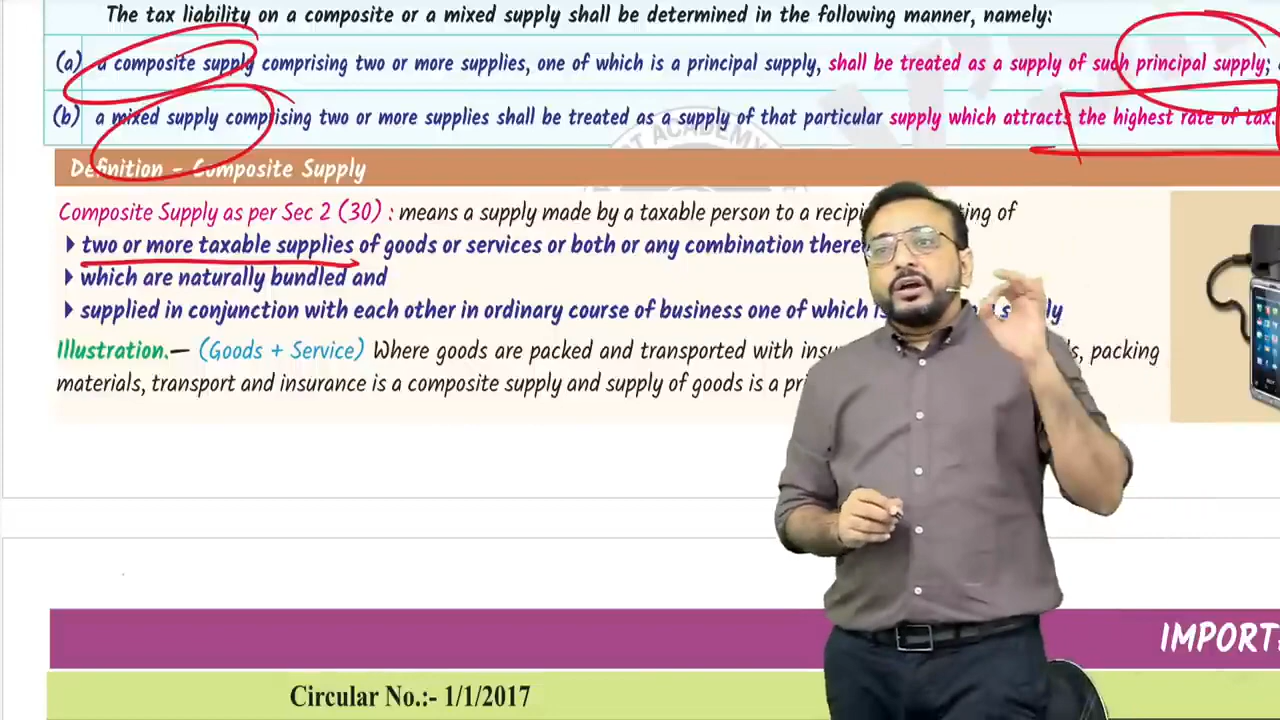 The tax liability on a composite or a mixed supply shall be determined in the following manner, namely:
(a) a composite supply comprising two or more supplies, one of which is a principal supply, shall be treated as a supply of such principal supply;
(b) a mixed supply comprising two or more supplies shall be treated as a supply of that particular supply which attracts the highest rate of tax.
Definition - Composite Supply
Composite Supply as per Sec 2 (30) : means a supply made by a taxable person to a of
two or more taxable supplies of goods or services or both or any combination
which are naturally bundled and
supplied in conjunction with each other in ordinary course of business one of which
Illustration.— (Goods + Service) Where goods are packed and transported with packing
materials, transport and insurance is a composite supply and supply of goods is a
ACADEMY
Circular No.:- 1/1/2017